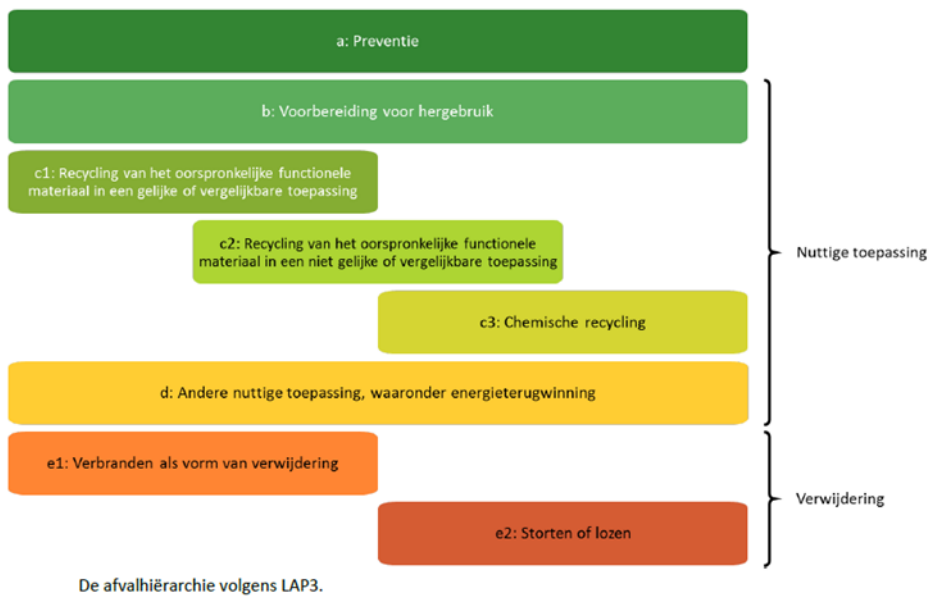 a: Preventie
b: Voorbereiding voor hergebruik
c1: Recycling van het oorspronkelijke functionele
materiaal in een gelijke of vergelijkbare toepassing
c2: Recycling van het oorspronkelijke functionele
materiaal in een niet gelijke of vergelijkbare toepassing
c3: Chemische recycling
d: Andere nuttige toepassing, waaronder energieterugwinning
Nuttige toepassing
e1: Verbranden als vorm van verwijdering
e2: Storten of lozen
Verwijdering
De afvalhiërarchie volgens LAP3.